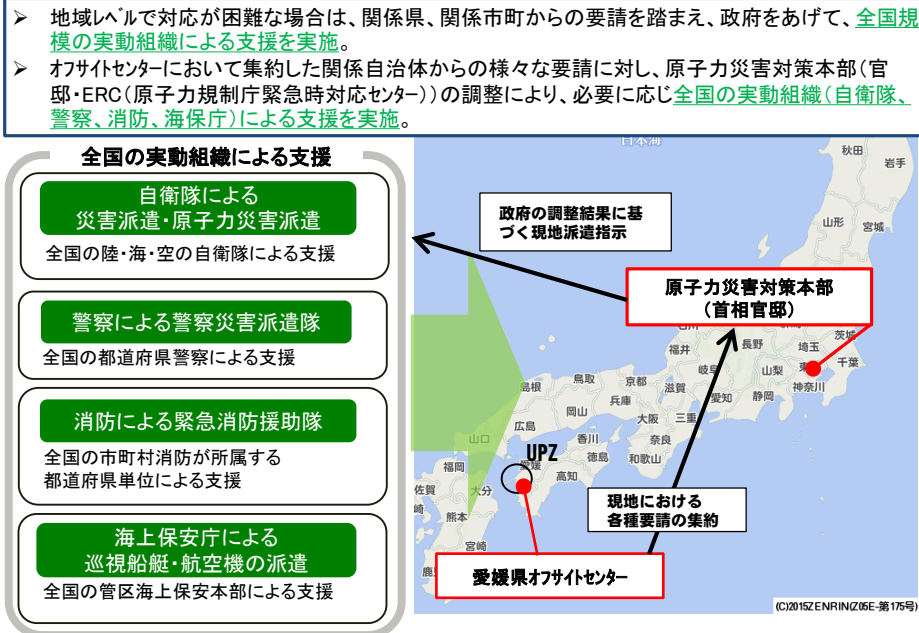 ➢ 地域レベルで対応が困難な場合は、関係県、関係市町からの要請を踏まえ、政府をあげて、全国規
模の実動組織による支援を実施。
➢ オフサイトセンターにおいて集約した関係自治体からの様々な要請に対し、原子力災害対策本部(官
邸・ERC(原子力規制庁緊急時対応センター))の調整により、必要に応じ全国の実動組織(自衛隊、
警察、消防、海保庁)による支援を実施。
全国の実動組織による支援
自衛隊による
災害派遣・原子力災害派遣
全国の陸・海・空の自衛隊による支援
警察による警察災害派遣隊
全国の都道府県警察による支援
消防による緊急消防援助隊
全国の市町村消防が所属する
都道府県単位による支援
海上保安庁による
巡視船艇・航空機の派遣
全国の管区海上保安本部による支援
日本海
秋田
岩手
山形
宮城
政府の調整結果に基
づく現地派遣指示
原子力災害対策本部
(首相官邸)
茨城
福井
長野
埼玉
千葉
岐阜
山梨
神奈川
愛知
静岡
島根
鳥取
京都
滋賀
兵庫
岡山
広島
大阪
三重
山口
香川
奈良
徳島
和歌山
UPZ
愛媛
高知
福岡
佐賀
大分
熊本
宮崎
現地における
各種要請の集約
愛媛県オフサイトセンター
(C)2015ZENRIN(Z05E-第175号)